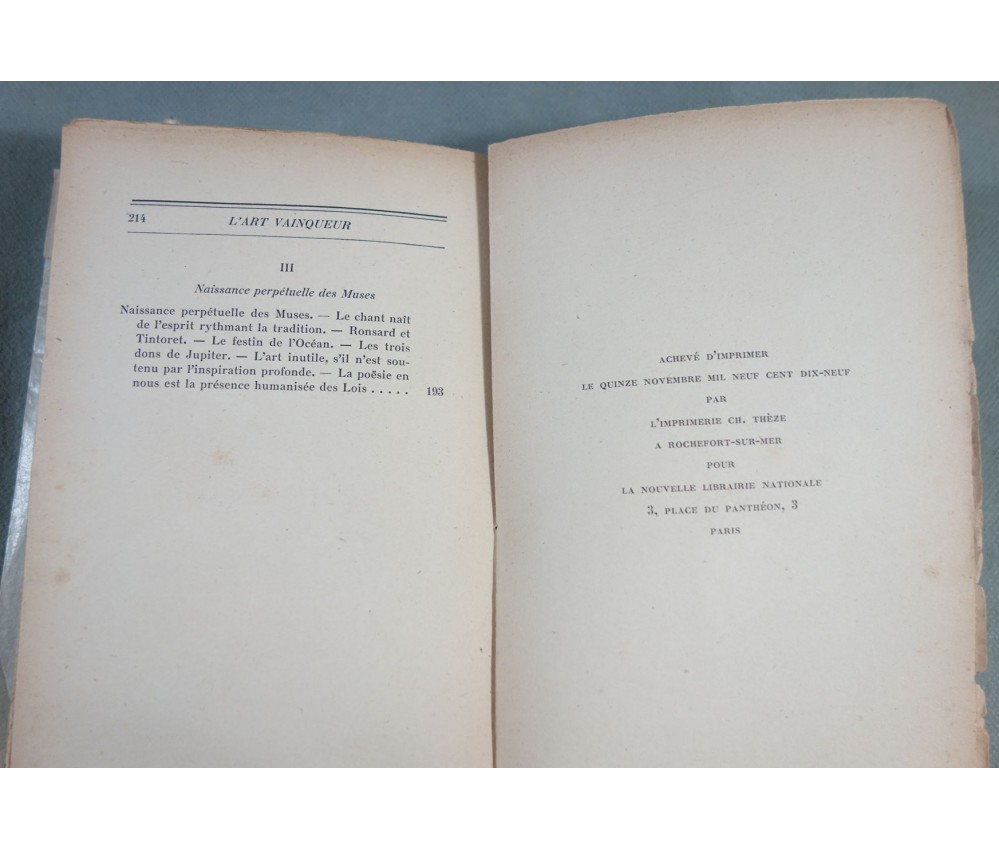 214
L'ART VAINQUEUR
III
Naissance perpétuelle des Muses
Naissance perpétuelle des Muses. — Le chant naît
de l'esprit rythmant la tradition. — Ronsard et
Tintoret. — Le festin de l'Océan. — Les trois
dons de Jupiter. — L'art inutile, s'il n'est sou-
tenu par l'inspiration profonde. — La poësie en
nous est la présence humanisée des Lois ..... 193
ACHEVÉ D'IMPRIMER
LE QUINZE NOVEMBRE MIL NEUF CENT DIX-NEUF
PAR
L'IMPRIMERIE CH. THÈZE
A ROCHEFORT-SUR-MER
POUR
LA NOUVELLE LIBRAIRIE NATIONALE
3, PLACE DU PANTHÉON, 3
PARIS